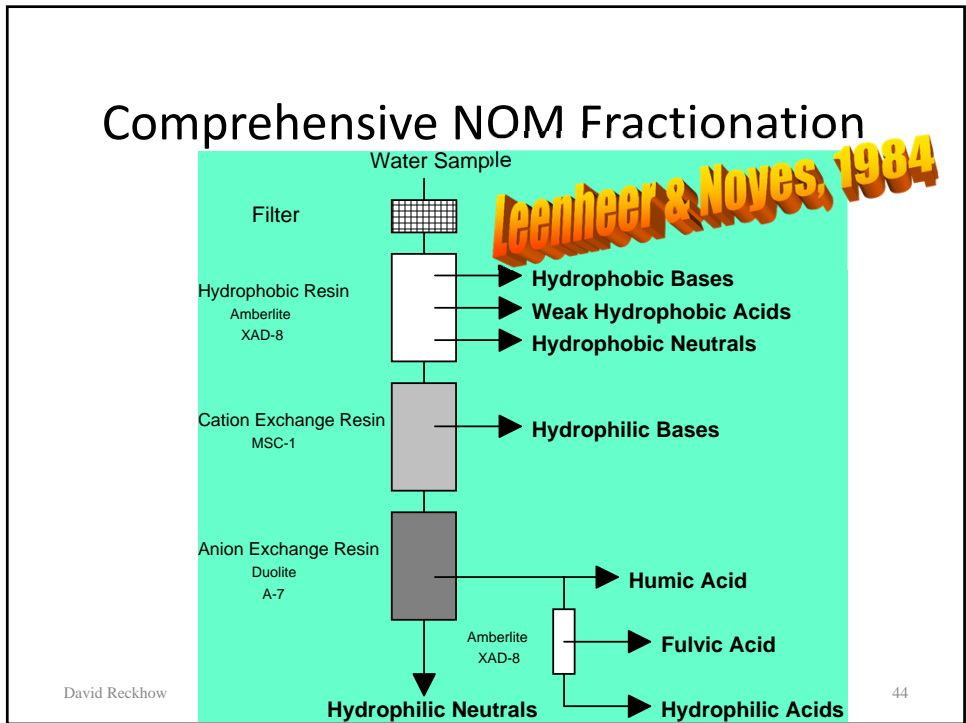 Comprehensive NOM Fractionation
Leenheer & Noyes, 1984
Water Sample
Filter
Hydrophobic Resin
Amberlite
XAD-8
Hydrophobic Bases
Weak Hydrophobic Acids
Hydrophobic Neutrals
Cation Exchange Resin
MSC-1
Hydrophilic Bases
Anion Exchange Resin
Duolite
A-7
Humic Acid
Amberlite
XAD-8
Fulvic Acid
Hydrophilic Neutrals
Hydrophilic Acids
David Reckhow
44